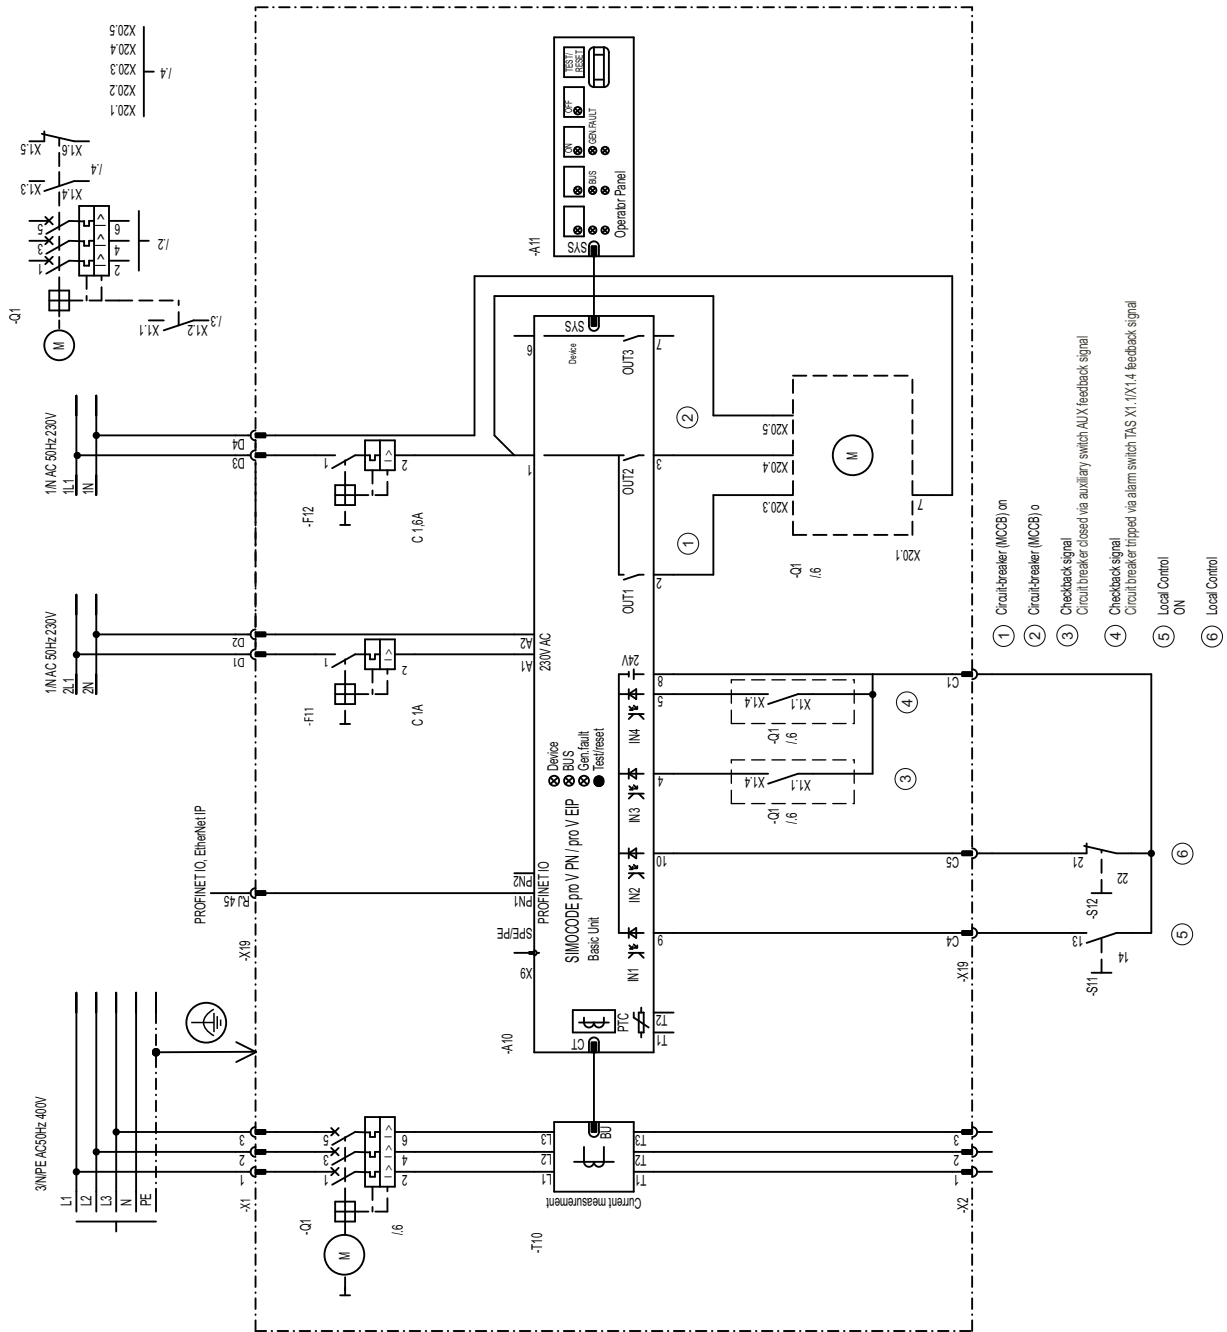 3/N/PE AC50Hz 400V
L1
L2
L3
N
PE
-X1
1
2
3
-Q1
/.6
M
1
3
5
2
4
6
-T10
L1
L2
L3
BU
Current measurement
T1
T2
T3
-X2
1
2
3
PROFINET IO, EtherNet IP
RJ45
-X19
-A10
CT
X9
SPE/PE
PN1
PN2
PROFINET IO
SIMOCODE pro V PN / pro V EIP
Basic Unit
Device
BUS
Gen.fault
Test/reset
PTC
T1
T2
IN1
IN2
IN3
IN4
24V
9
10
4
5
8
1/N AC 50Hz 230V
2L1
2N
D1
D2
-F11
1
2
C 1A
A1
A2
230V AC
1/N AC 50Hz 230V
1L1
1N
D3
D4
-F12
1
2
C 1,6A
1
6
Device
SYS
OUT1
OUT2
OUT3
2
3
7
-Q1
/.6
X1.4
X1.1
3
-Q1
/.6
X1.4
X1.1
4
C4
C5
C1
-X19
-S11
13
14
5
-S12
21
22
6
1
2
-Q1
/.6
X20.3
X20.4
X20.5
X20.1
7
M
-A11
SYS
Operator Panel
BUS
GEN.FAULT
ON
OFF
TEST/
RESET
-Q1
M
1
3
5
2
4
6
/.2
X1.1
X1.2
/.3
X1.3
X1.4
/.4
X1.5
X1.6
X20.1
X20.2
X20.3
X20.4
X20.5
/.4
1 Circuit-breaker (MCCB) on
2 Circuit-breaker (MCCB) o
3 Checkback signal
Circuit breaker closed via auxiliary switch AUX feedback signal
4 Checkback signal
Circuit breaker tripped via alarm switch TAS X1.1/X1.4 feedback signal
5 Local Control
ON
6 Local Control